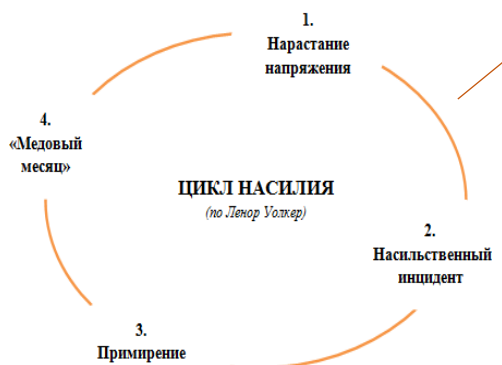 1.
Нарастание
напряжения
4.
«Медовый
месяц»
ЦИКЛ НАСИЛИЯ
(по Ленор Уолкер)
2.
Насильственный
инцидент
3.
Примирение